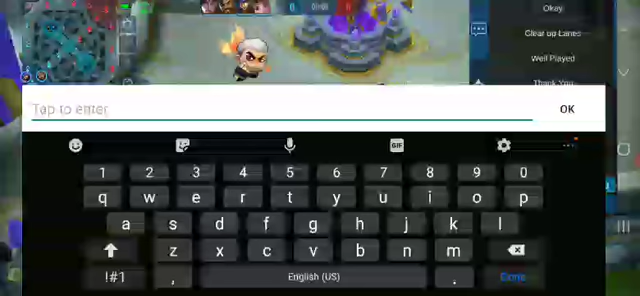 Okay
Clear up Lanes
Well Played
Thank You
Tap to enter
OK
GIF
1 2 3 4 5 6 7 8 9 0
q w e r t y u i o p
a s d f g h j k l
z x c v b n m
!#1 , English (US) . Done